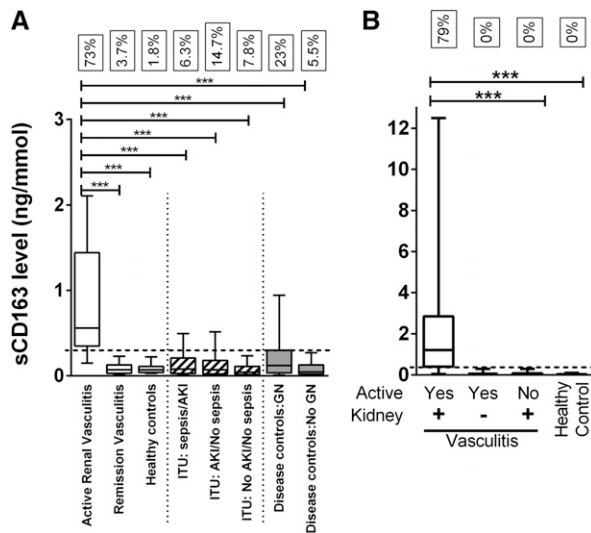 A
73%
3.7%
1.8%
6.3%
14.7%
7.8%
23%
5.5%
***
***
***
***
***
***
***
sCD163 level (ng/mmol)
3
2
1
0
Active Renal Vasculitis
Remission Vasculitis
Healthy controls
ITU: sepsis/AKI
ITU: AKI/No sepsis
ITU: No AKI/No sepsis
Disease controls:GN
Disease controls:No GN
B
79%
0%
0%
0%
***
***
12
10
8
6
4
2
0
Active Yes Yes No
Kidney + - +
Vasculitis
Healthy
Control